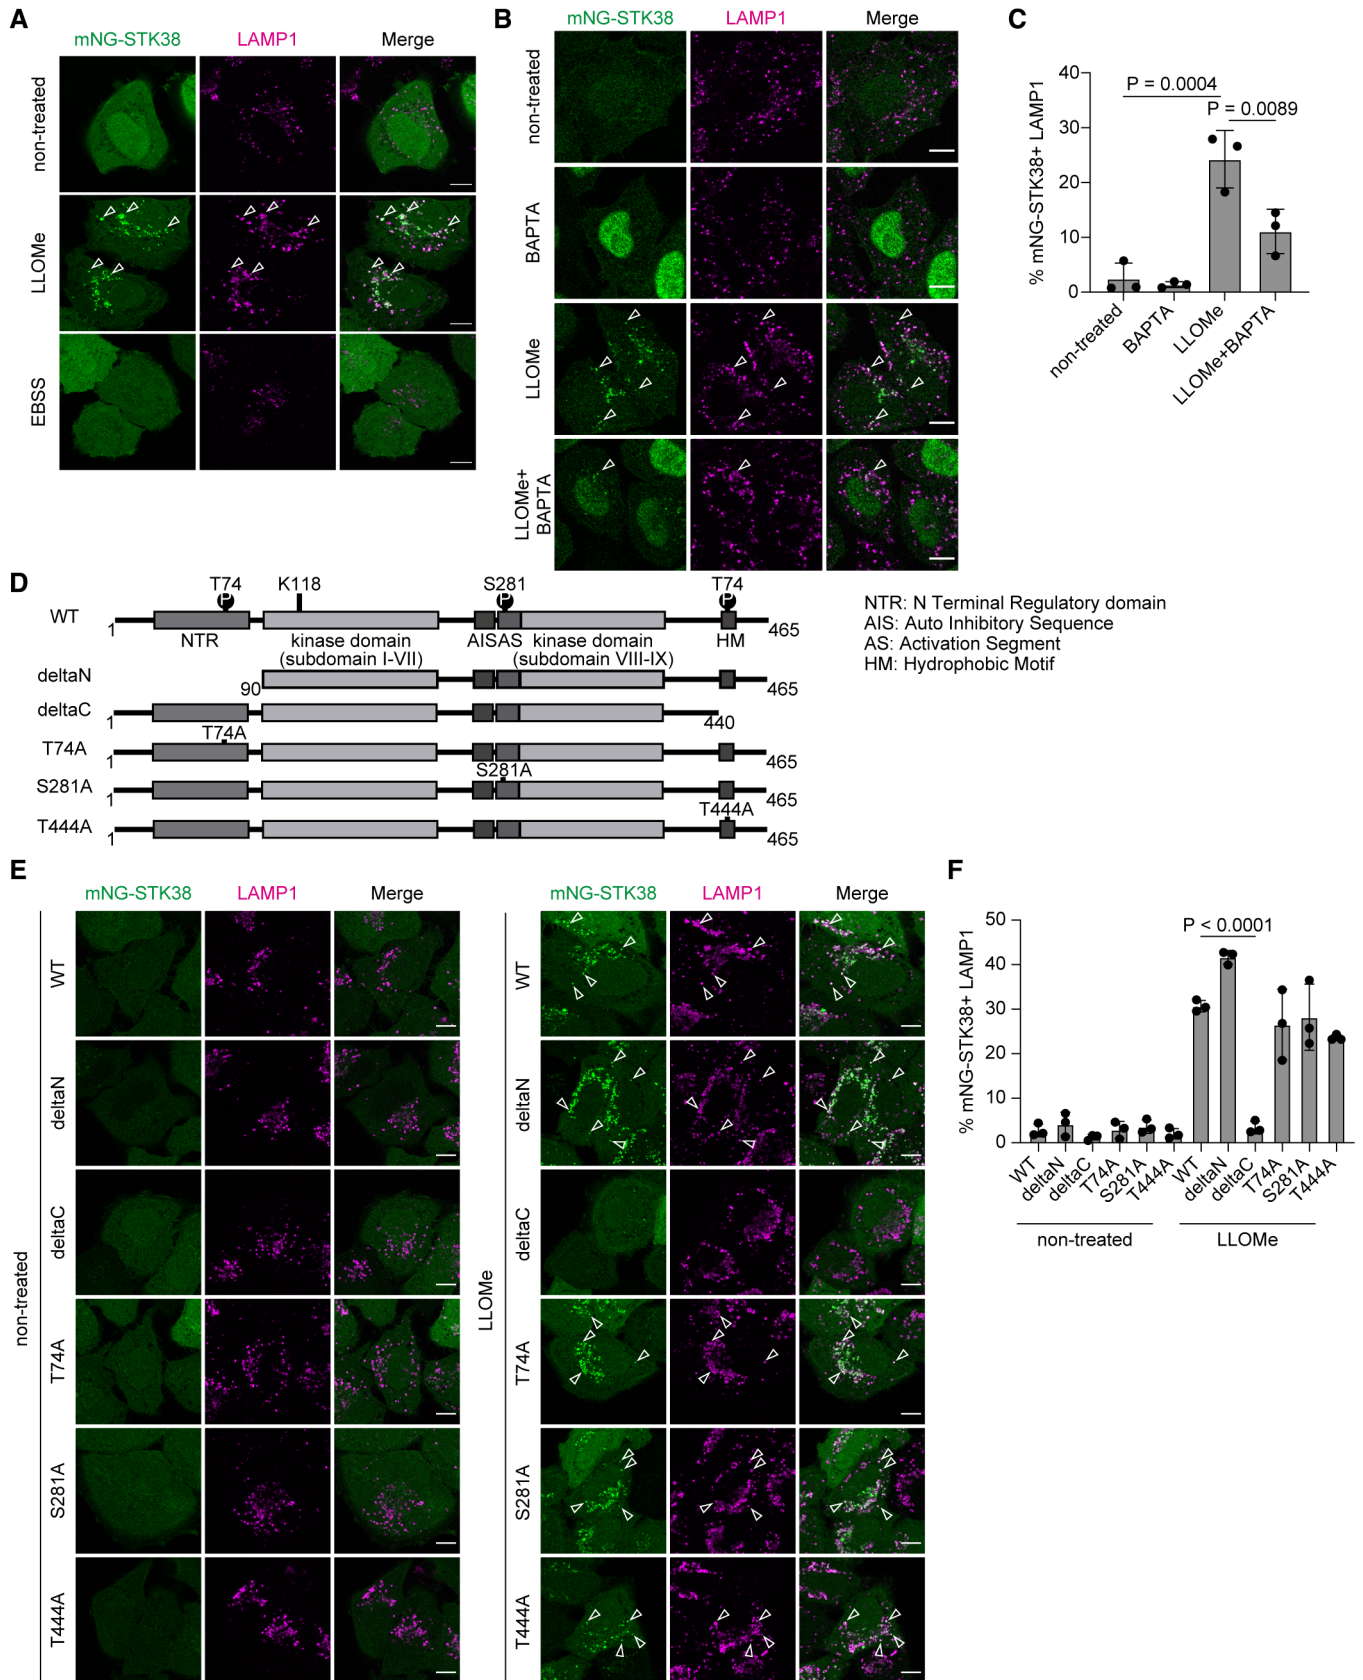 A
mNG-STK38 LAMP1 Merge
non-treated
LLOMe
EBSS
B
mNG-STK38 LAMP1 Merge
non-treated
BAPTA
LLOMe
LLOMe+
BAPTA
C
% mNG-STK38+ LAMP1
40
30
20
10
0
P = 0.0004
P = 0.0089
non-treated
BAPTA
LLOMe
LLOMe+BAPTA
D
T74 K118 S281 T74
P P P
WT 1 465
NTR kinase domain AIS AS kinase domain HM
(subdomain I-VII) (subdomain VIII-IX)
deltaN 90 465
deltaC 1 440
T74A
T74A 1 465
S281A
S281A 1 465
T444A
T444A 1 465
NTR: N Terminal Regulatory domain
AIS: Auto Inhibitory Sequence
AS: Activation Segment
HM: Hydrophobic Motif
E
mNG-STK38 LAMP1 Merge
non-treated
WT
deltaN
deltaC
T74A
S281A
T444A
mNG-STK38 LAMP1 Merge
LLOMe
WT
deltaN
deltaC
T74A
S281A
T444A
F
% mNG-STK38+ LAMP1
50
40
30
20
10
0
P < 0.0001
WT
deltaN
deltaC
T74A
S281A
T444A
WT
deltaN
deltaC
T74A
S281A
T444A
non-treated LLOMe